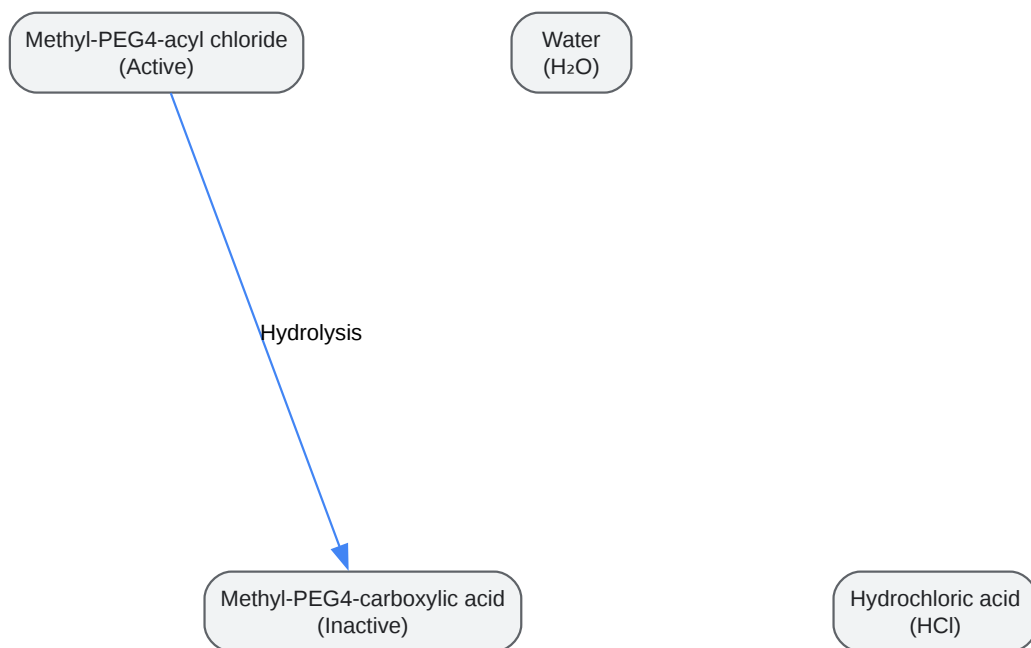 Methyl-PEG4-acyl chloride
(Active)
Water
(H₂O)
Hydrolysis
Methyl-PEG4-carboxylic acid
(Inactive)
Hydrochloric acid
(HCl)